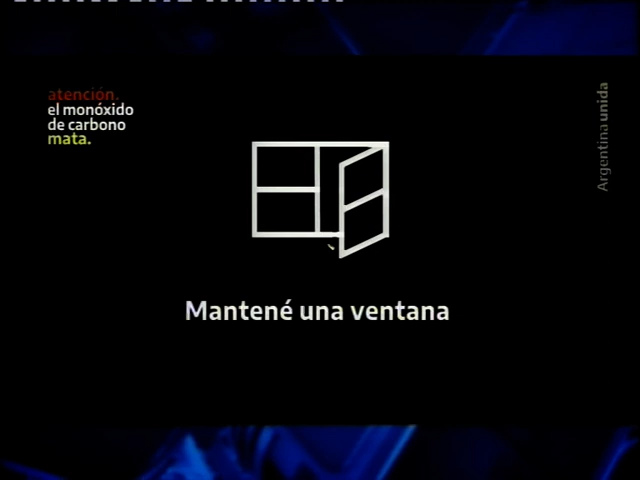 atención.
el monóxido
de carbono
mata.
Argentina unida
Mantené una ventana